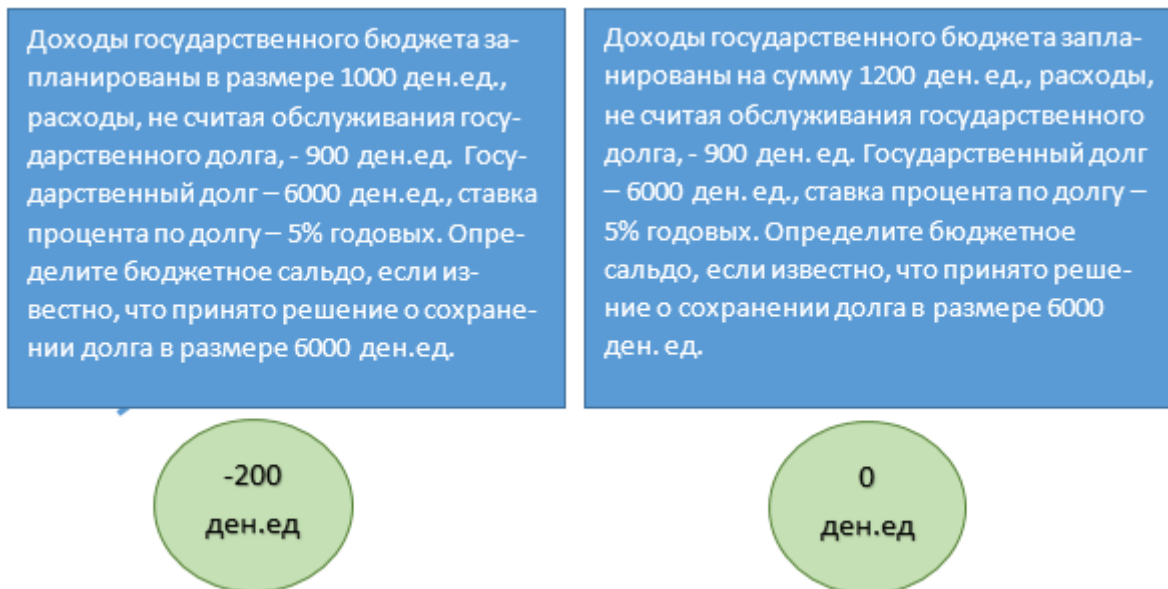 Доходы государственного бюджета за-
планированы в размере 1000 ден.ед.,
расходы, не считая обслуживания госу-
дарственного долга, - 900 ден.ед. Госу-
дарственный долг – 6000 ден.ед., ставка
процента по долгу – 5% годовых. Опре-
делите бюджетное сальдо, если из-
вестно, что принято решение о сохране-
нии долга в размере 6000 ден.ед.
Доходы государственного бюджета запла-
нированы на сумму 1200 ден. ед., расходы,
не считая обслуживания государственного
долга, - 900 ден. ед. Государственный долг
– 6000 ден. ед., ставка процента по долгу –
5% годовых. Определите бюджетное
сальдо, если известно, что принято реше-
ние о сохранении долга в размере 6000
ден. ед.
-200
ден.ед
0
ден.ед